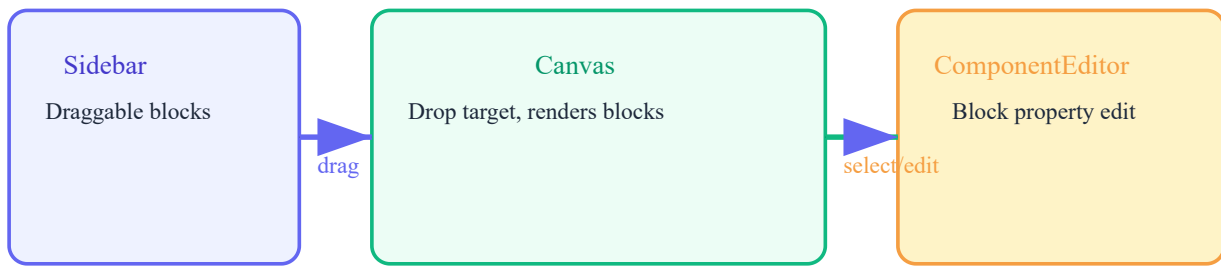 Sidebar
Draggable blocks
drag
Canvas
Drop target, renders blocks
select/edit
ComponentEditor
Block property edit